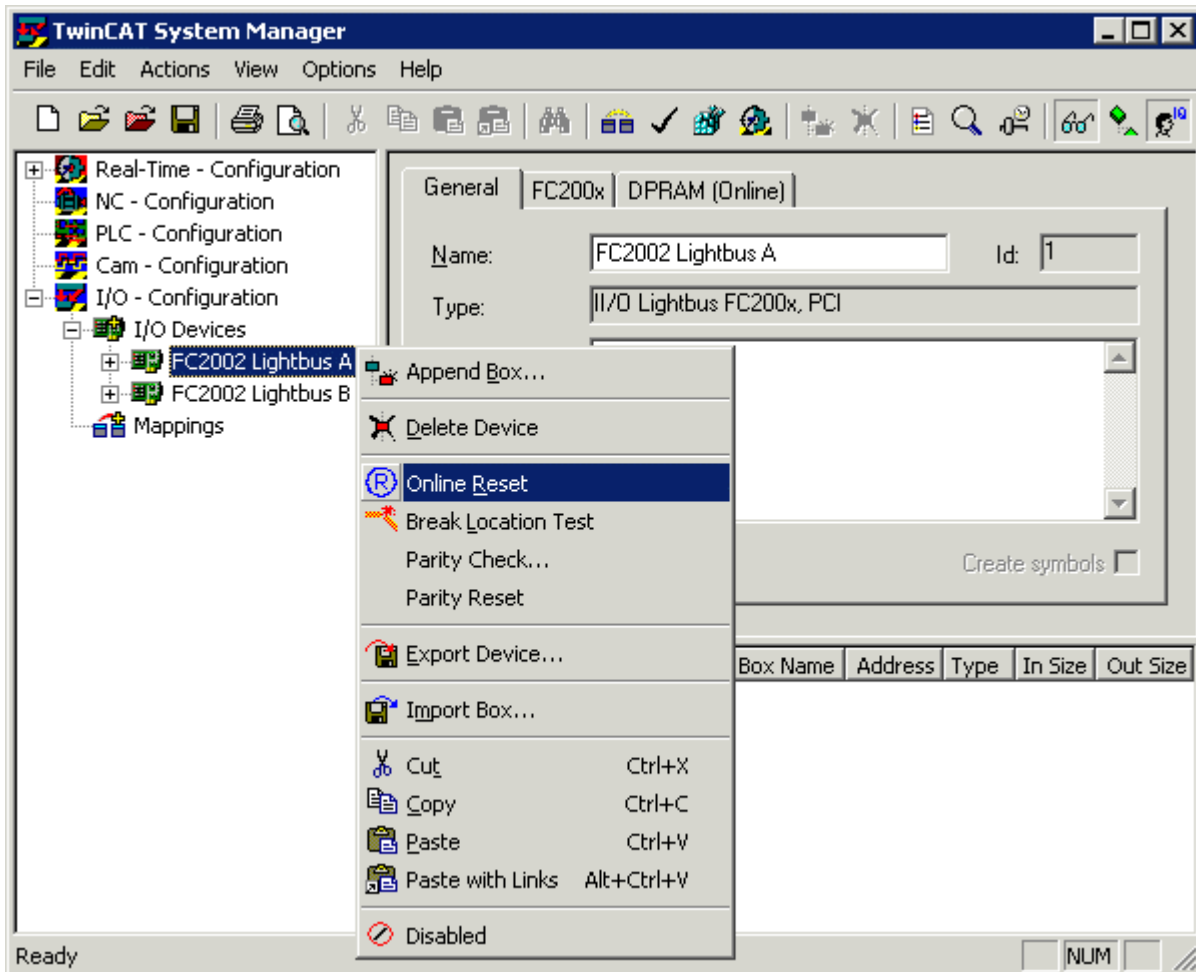 TwinCAT System Manager
File Edit Actions View Options Help
Real-Time - Configuration
NC - Configuration
PLC - Configuration
Cam - Configuration
I/O - Configuration
I/O Devices
FC2002 Lightbus A
FC2002 Lightbus B
Mappings
General FC200x DPRAM (Online)
Name: FC2002 Lightbus A Id: 1
Type: II/O Lightbus FC200x, PCI
Create symbols
Append Box...
Delete Device
Online Reset
Break Location Test
Parity Check...
Parity Reset
Export Device...
Import Box...
Cut Ctrl+X
Copy Ctrl+C
Paste Ctrl+V
Paste with Links Alt+Ctrl+V
Disabled
Box Name Address Type In Size Out Size
Ready NUM